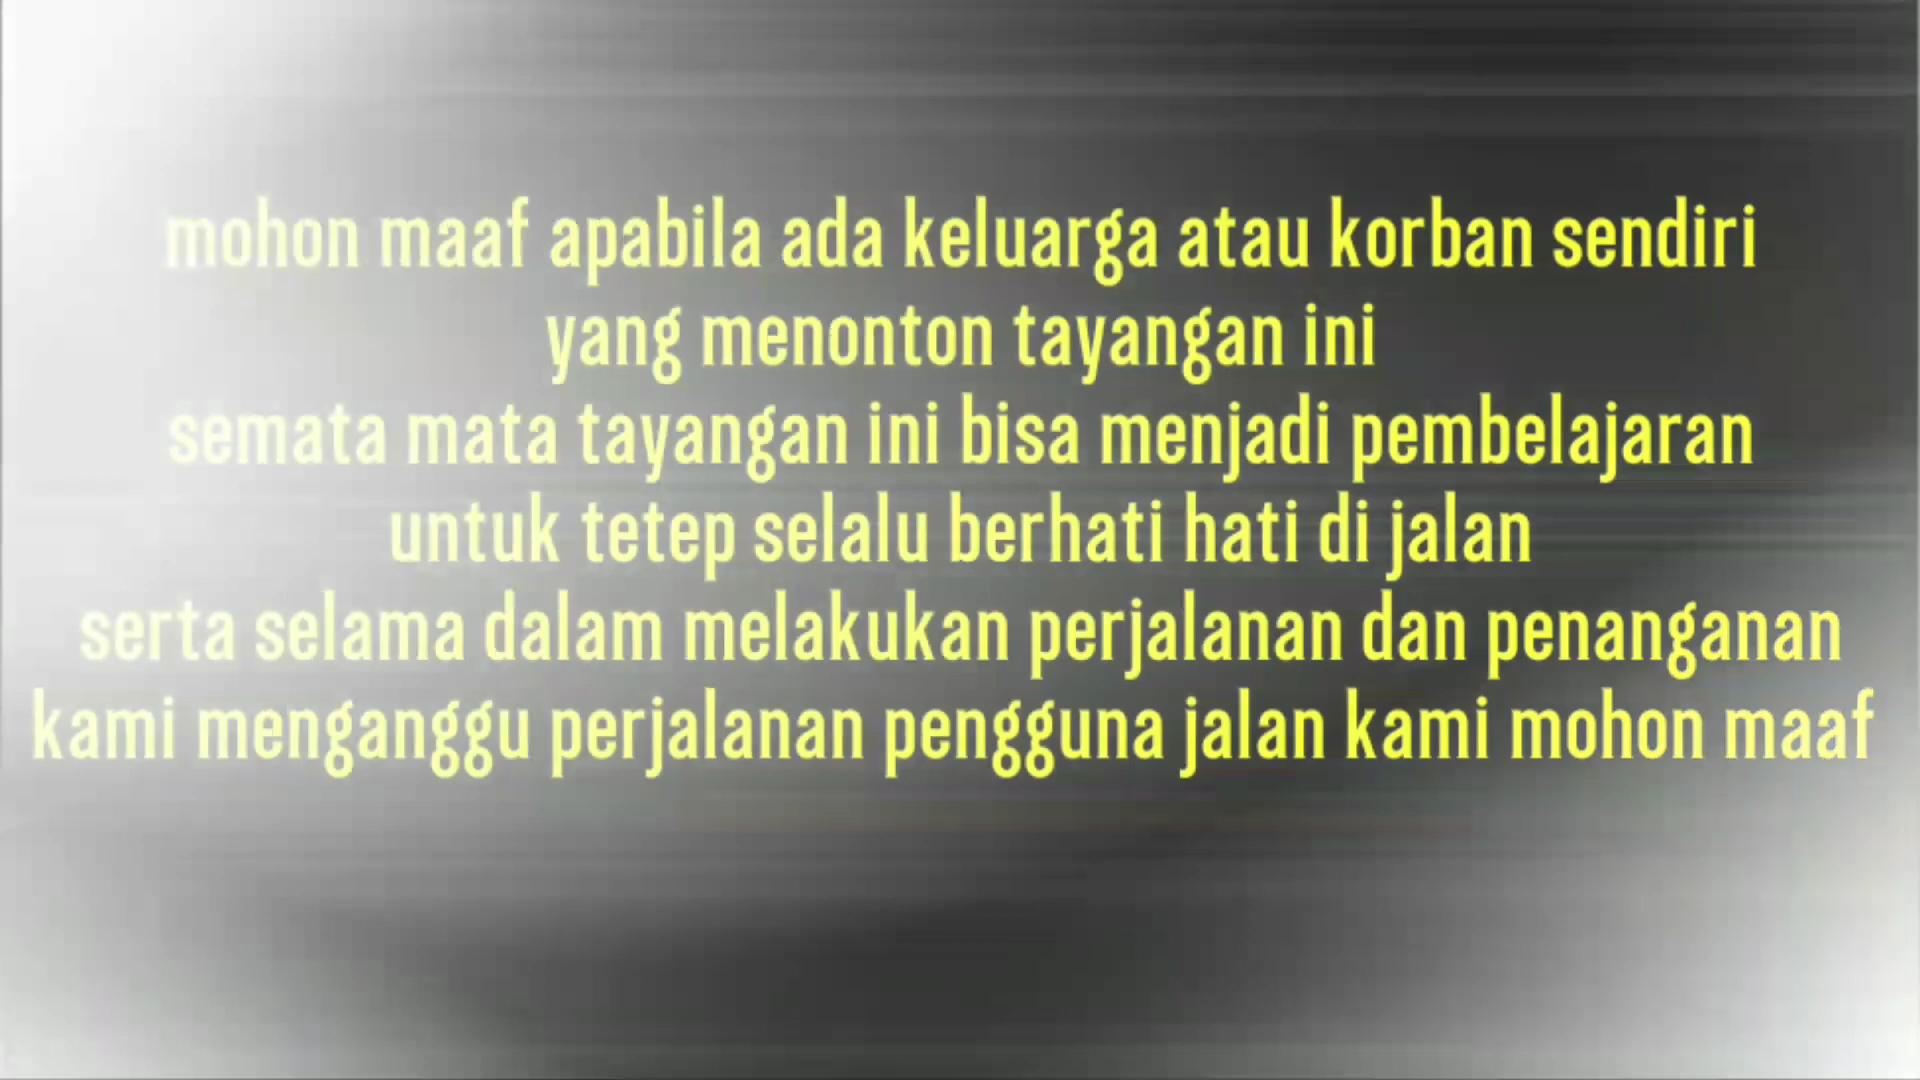 mohon maaf apabila ada keluarga atau korban sendiri
yang menonton tayangan ini
semata mata tayangan ini bisa menjadi pembelajaran
untuk tetep selalu berhati hati di jalan
serta selama dalam melakukan perjalanan dan penanganan
kami menganggu perjalanan pengguna jalan kami mohon maaf